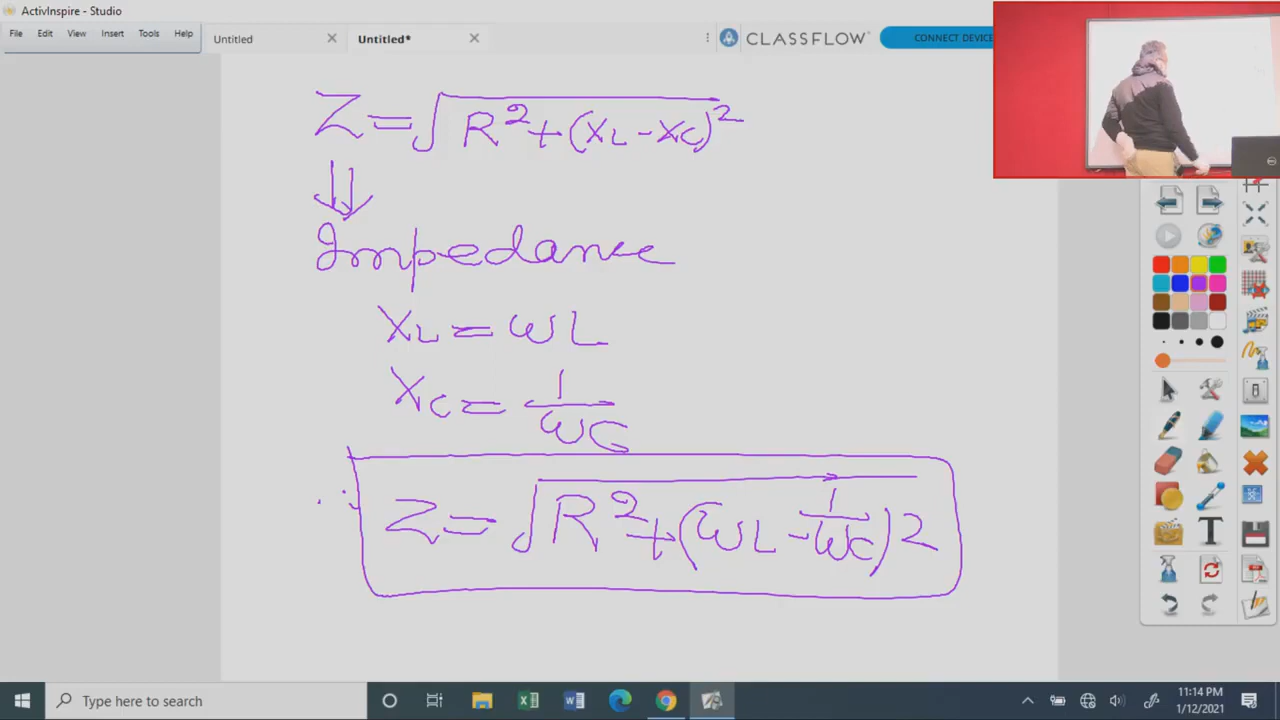 ActivInspire - Studio
File Edit View Insert Tools Help
Untitled
Untitled*
CLASSFLOW
CONNECT DEVICE
Z = √R² + (XL - XC)²
Impedance
XL = ωL
XC = 1/ωC
∴ Z = √R² + (ωL - 1/ωC)2
T
Type here to search
11:14 PM
1/12/2021